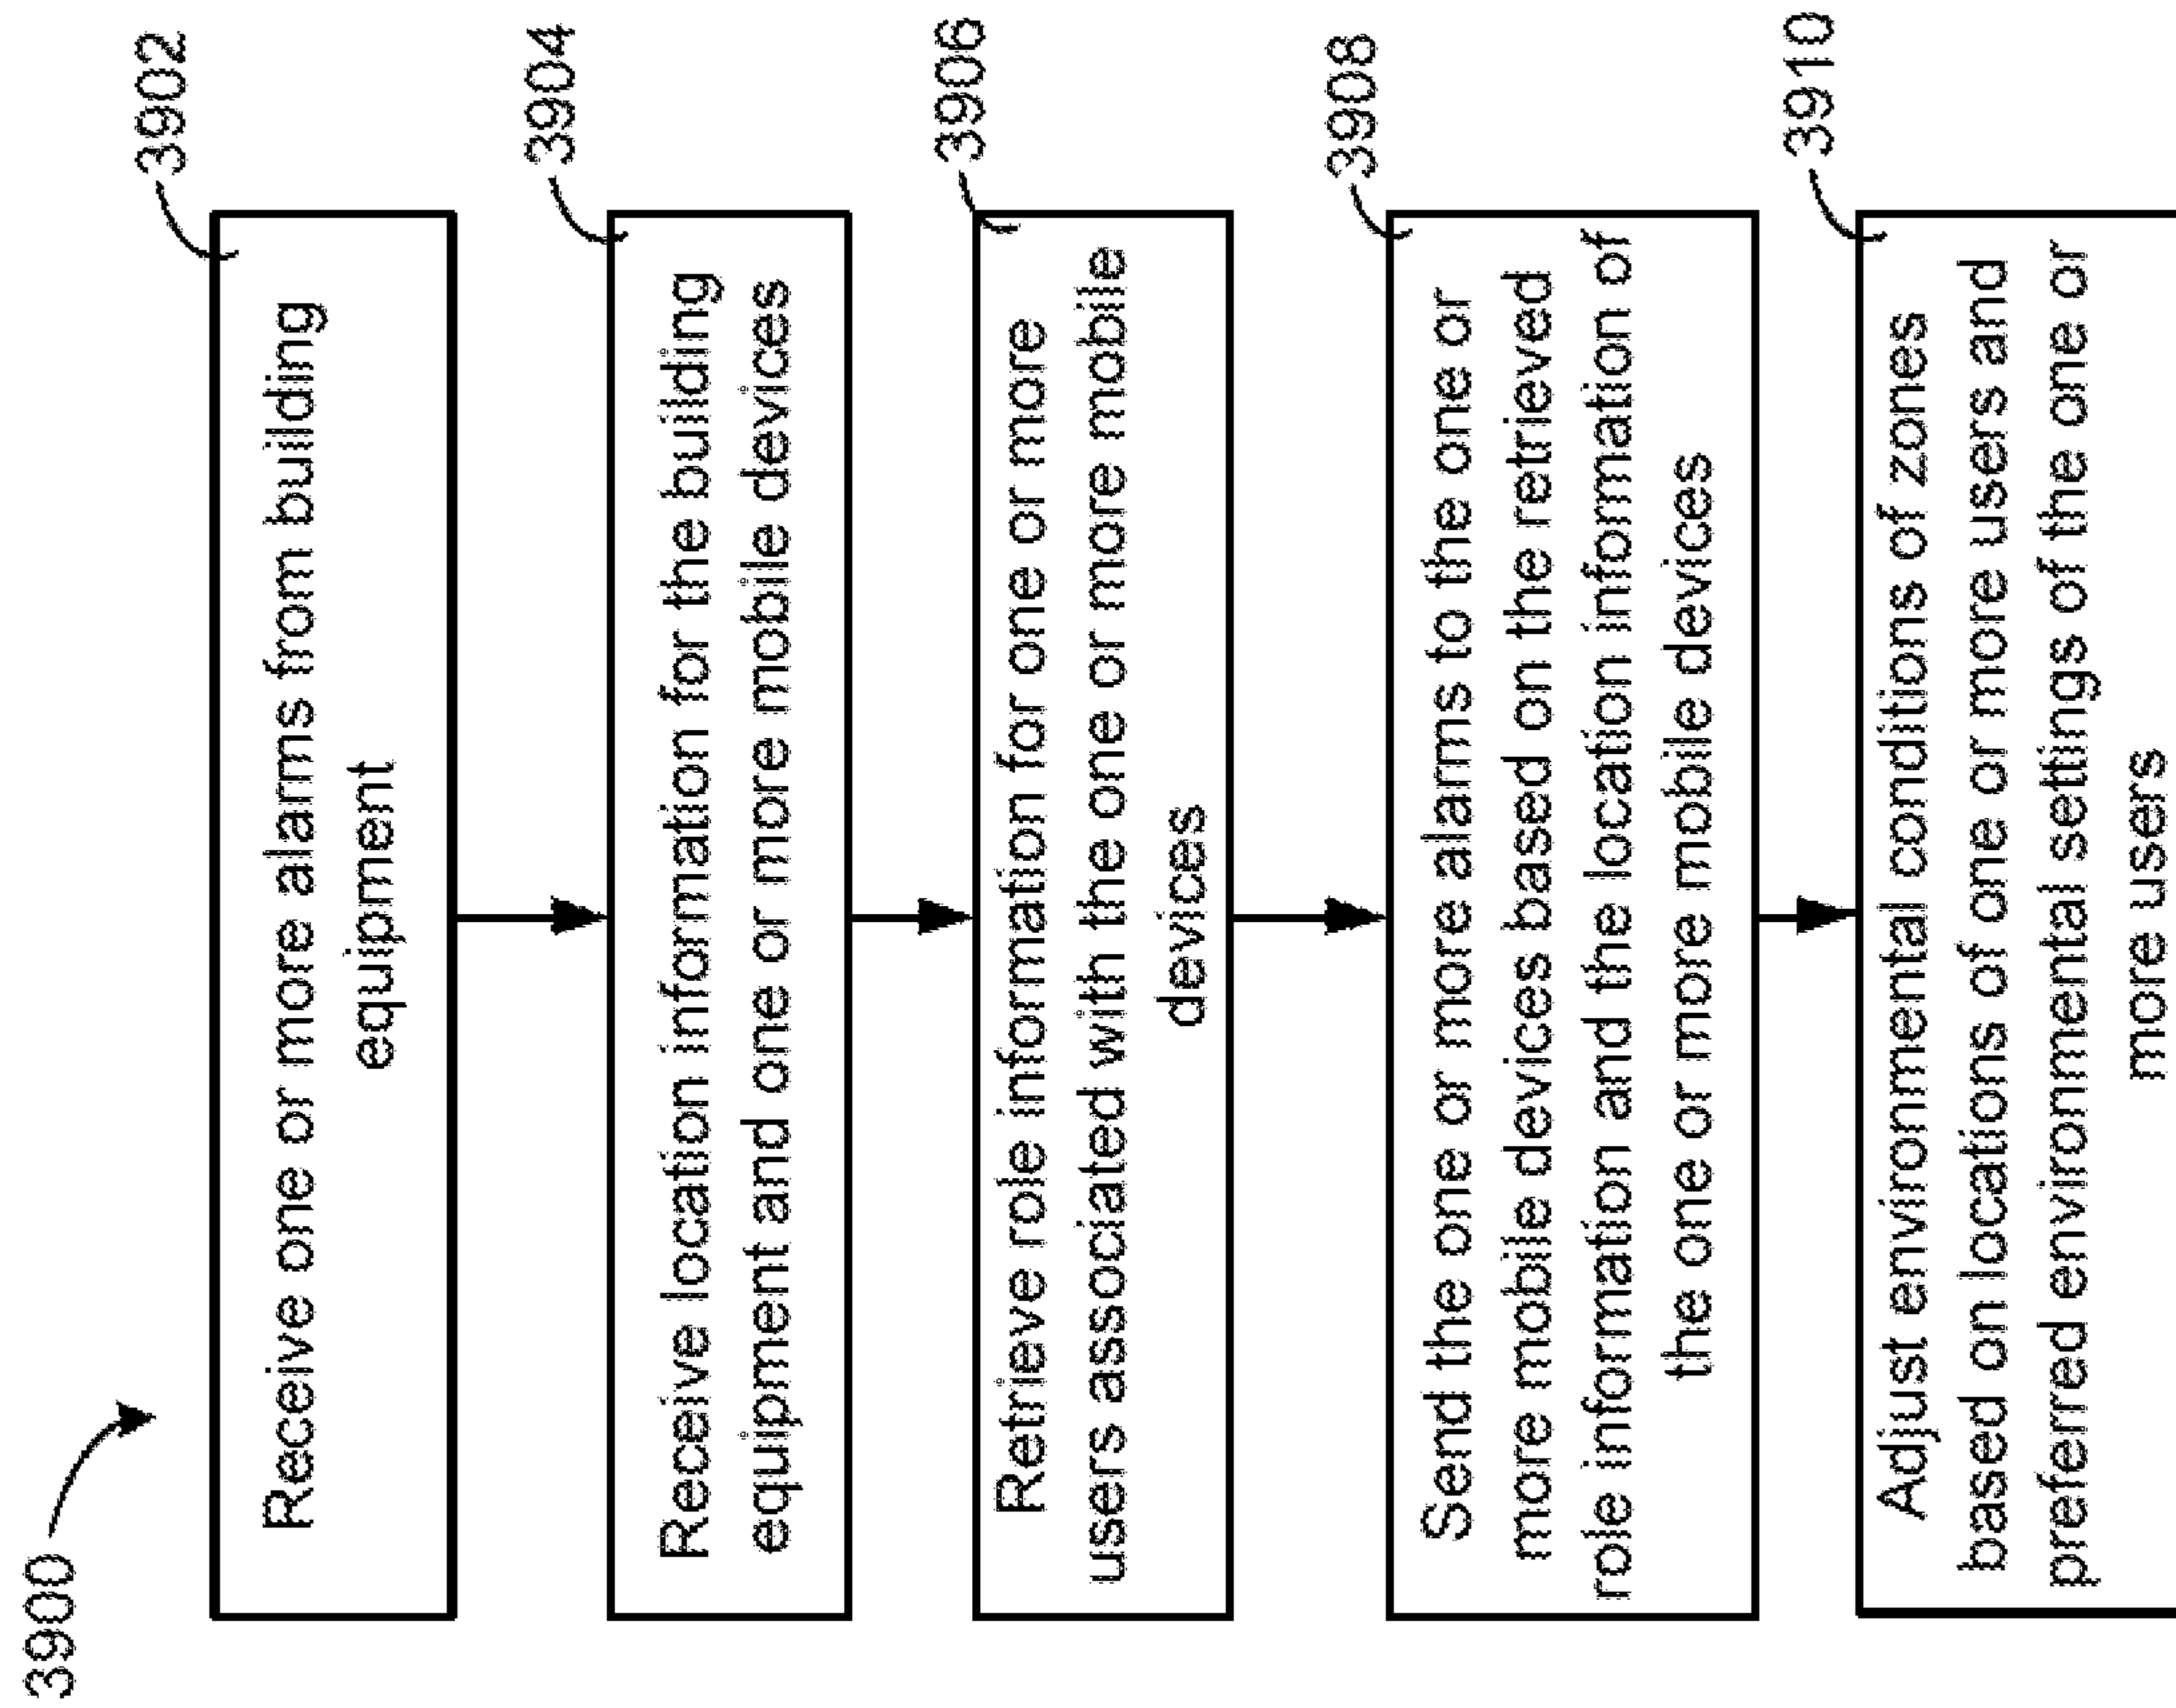 3900
3902
Receive one or more alarms from building
equipment
3904
Receive location information for the building
equipment and one or more mobile devices
3906
Retrieve role information for one or more
users associated with the one or more mobile
devices
3908
Send the one or more alarms to the one or
more mobile devices based on the retrieved
role information and the location information of
the one or more mobile devices
3910
Adjust environmental conditions of zones
based on locations of one or more users and
preferred environmental settings of the one or
more users